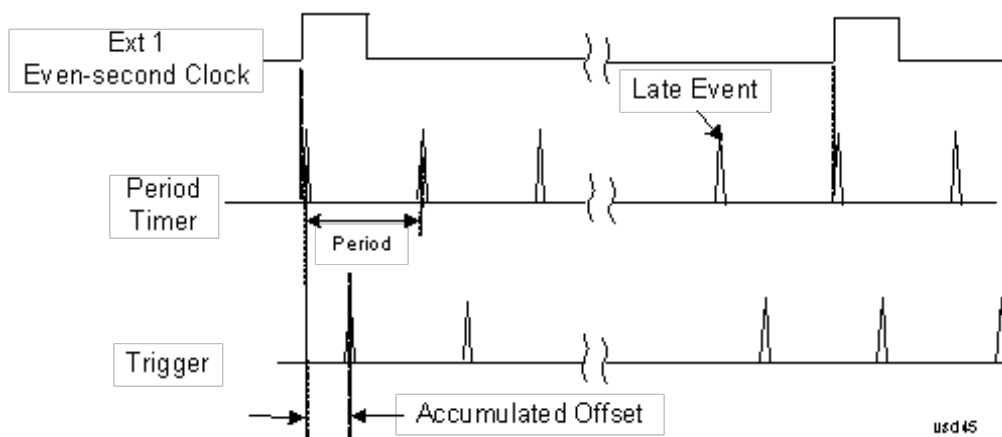 Ext 1
Even-second Clock
Late Event
Period
Timer
Period
Trigger
Accumulated Offset
usd45